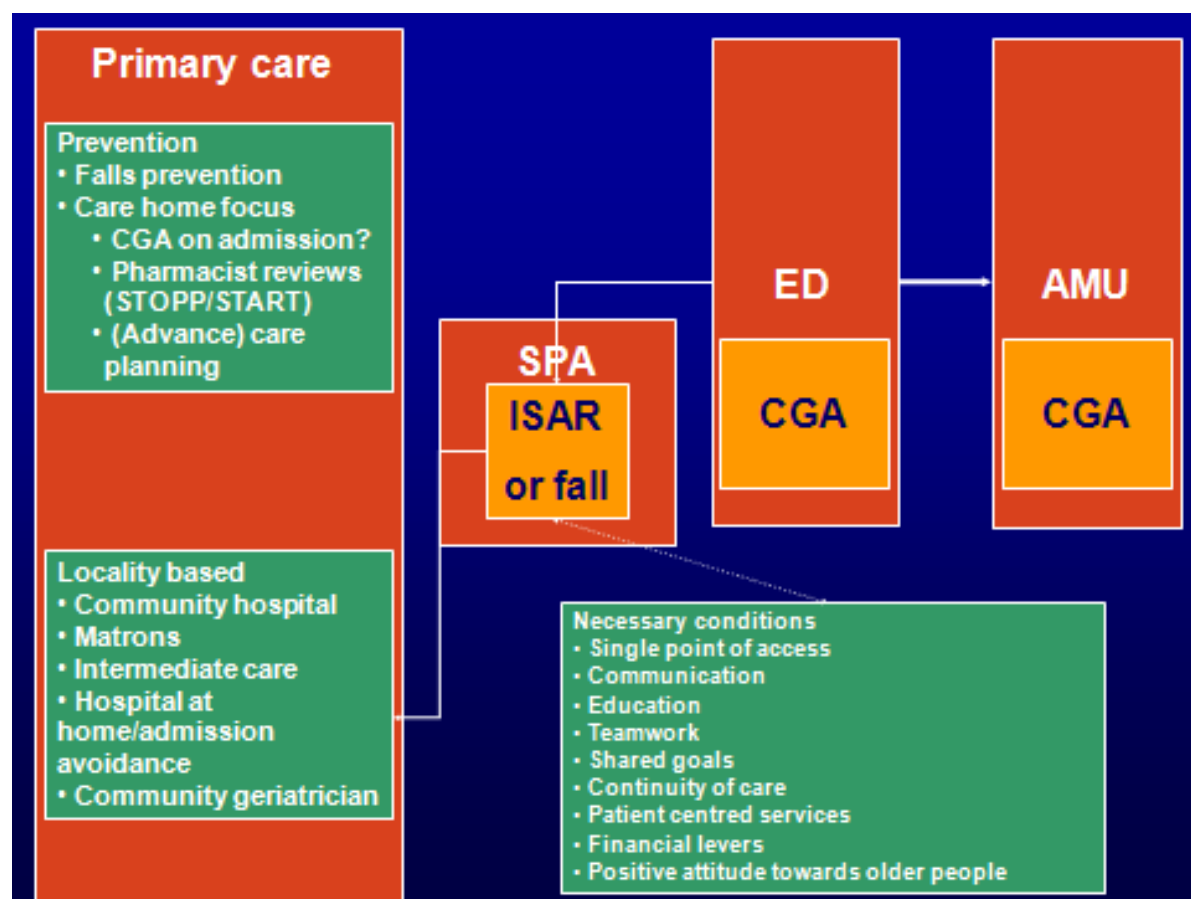 Primary care
Prevention
• Falls prevention
• Care home focus
• CGA on admission?
• Pharmacist reviews
(STOPP/START)
• (Advance) care
planning
Locality based
• Community hospital
• Matrons
• Intermediate care
• Hospital at
home/admission
avoidance
• Community geriatrician
SPA
ISAR
or fall
ED
CGA
AMU
CGA
Necessary conditions
• Single point of access
• Communication
• Education
• Teamwork
• Shared goals
• Continuity of care
• Patient centred services
• Financial levers
• Positive attitude towards older people